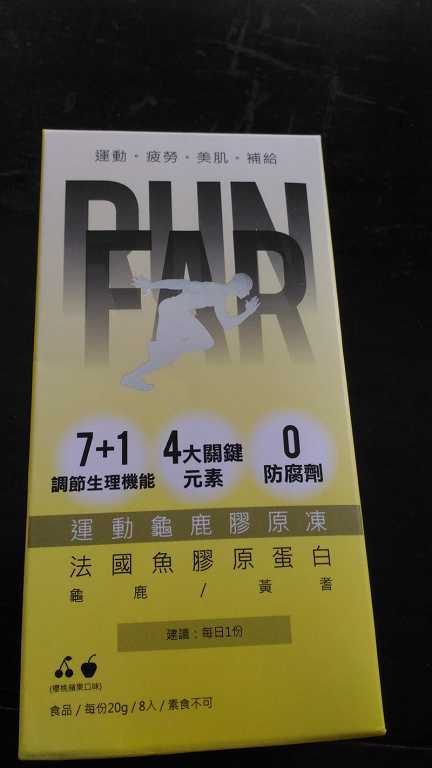 運動・疲勞・美肌・補給
RUN
FAR
7+1
調節生理機能
4大關鍵
元素
0
防腐劑
運動龜鹿膠原凍
法國魚膠原蛋白
龜鹿/黃耆
建議：每日1份
(櫻桃蘋果口味)
食品/每份20g/8入/素食不可